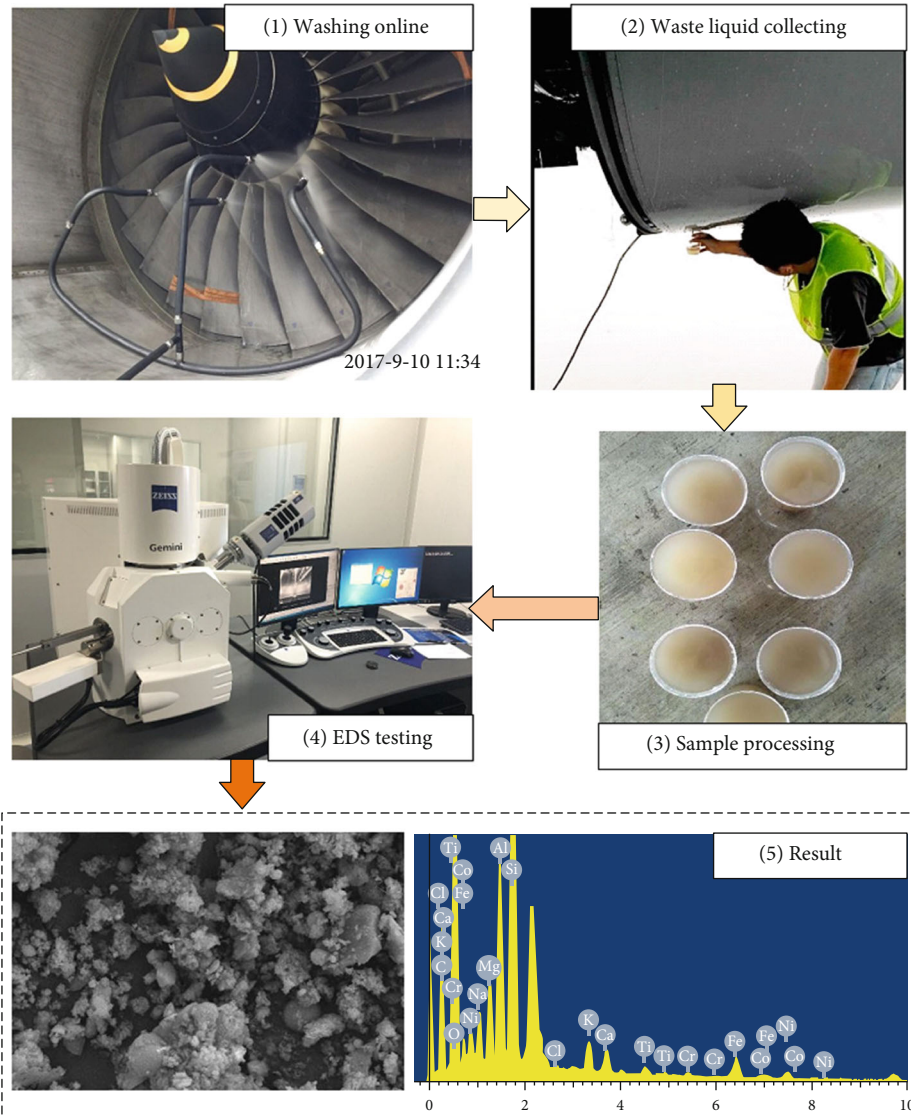 (1) Washing online
(2) Waste liquid collecting
2017-9-10 11:34
ZEISS
Gemini
(4) EDS testing
(3) Sample processing
(5) Result
Ti
Al
Co
Si
Cl
Fe
Ca
K
C
Mg
Cr
Na
Ni
O
Cl
K
Ca
Ti
Ti
Cr
Cr
Fe
Fe
Co
Ni
Co
Ni
0 2 4 6 8 10